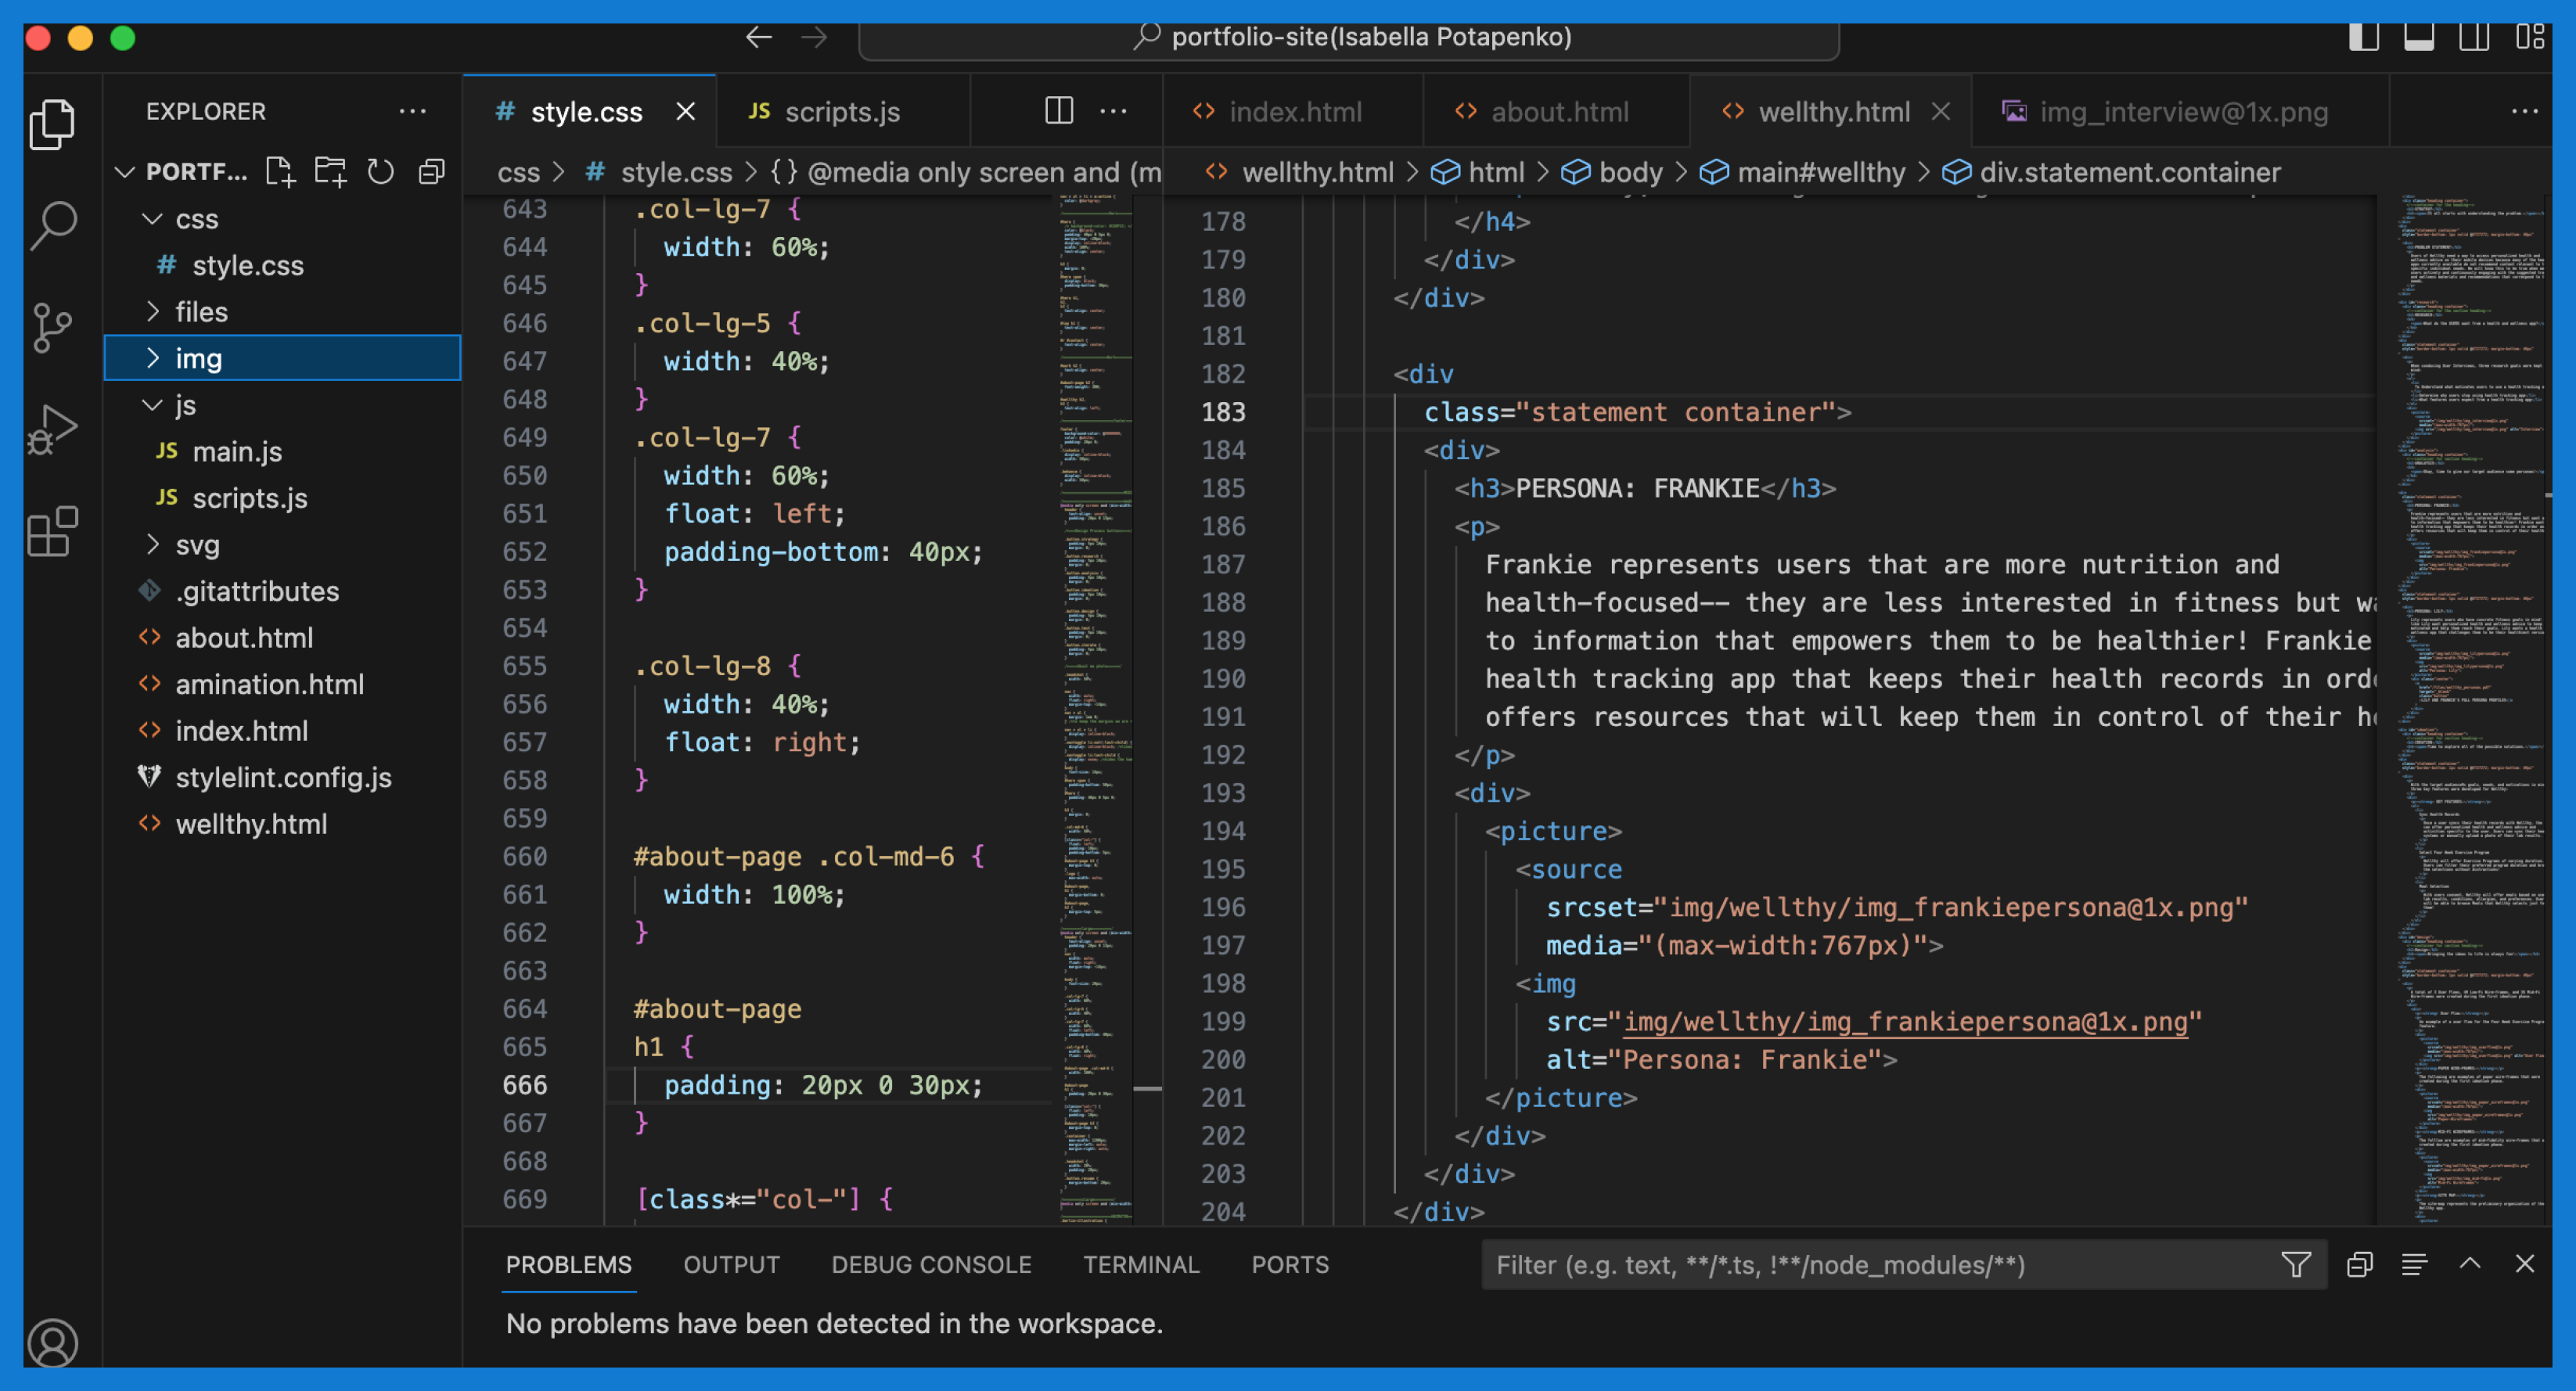 portfolio-site(Isabella Potapenko)
EXPLORER
PORTF...
css
style.css
files
img
js
JS main.js
JS scripts.js
svg
.gitattributes
about.html
amination.html
index.html
stylelint.config.js
wellthy.html
# style.css
JS scripts.js
css > # style.css > {} @media only screen and (m
643 .col-lg-7 {
644 width: 60%;
645 }
646 .col-lg-5 {
647 width: 40%;
648 }
649 .col-lg-7 {
650 width: 60%;
651 float: left;
652 padding-bottom: 40px;
653 }
654
655 .col-lg-8 {
656 width: 40%;
657 float: right;
658 }
659
660 #about-page .col-md-6 {
661 width: 100%;
662 }
663
664 #about-page
665 h1 {
666 padding: 20px 0 30px;
667 }
668
669 [class*="col-"] {
index.html
about.html
wellthy.html
img_interview@1x.png
wellthy.html > html > body > main#wellthy > div.statement.container
178 </h4>
179 </div>
180 </div>
181
182 <div
183 class="statement container">
184 <div>
185 <h3>PERSONA: FRANKIE</h3>
186 <p>
187 Frankie represents users that are more nutrition and
188 health-focused-- they are less interested in fitness but wa
189 to information that empowers them to be healthier! Frankie
190 health tracking app that keeps their health records in orde
191 offers resources that will keep them in control of their he
192 </p>
193 <div>
194 <picture>
195 <source
196 srcset="img/wellthy/img_frankiepersona@1x.png"
197 media="(max-width:767px)">
198 <img
199 src="img/wellthy/img_frankiepersona@1x.png"
200 alt="Persona: Frankie">
201 </picture>
202 </div>
203 </div>
204 </div>
PROBLEMS
OUTPUT
DEBUG CONSOLE
TERMINAL
PORTS
Filter (e.g. text, **/*.ts, !**/node_modules/**)
No problems have been detected in the workspace.